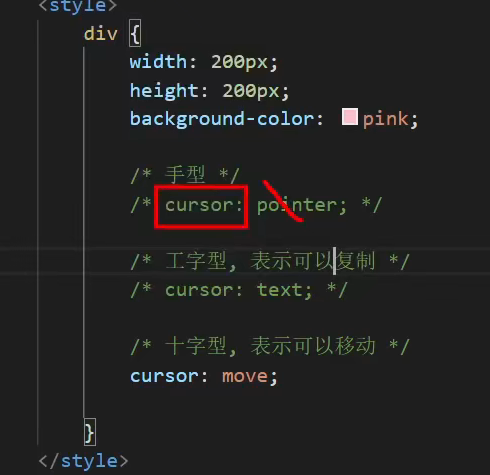 <style>
div {
width: 200px;
height: 200px;
background-color: pink;
/* 手型 */
/* cursor: pointer; */
/* 工字型, 表示可以复制 */
/* cursor: text; */
/* 十字型, 表示可以移动 */
cursor: move;
}
</style>